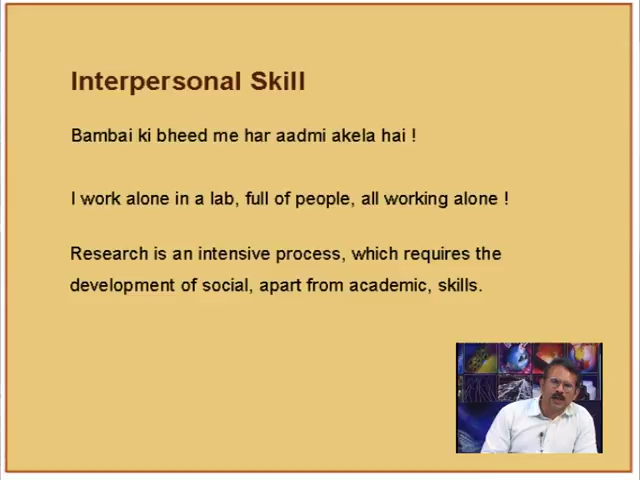 Interpersonal Skill
Bambai ki bheed me har aadmi akela hai !
I work alone in a lab, full of people, all working alone !
Research is an intensive process, which requires the
development of social, apart from academic, skills.